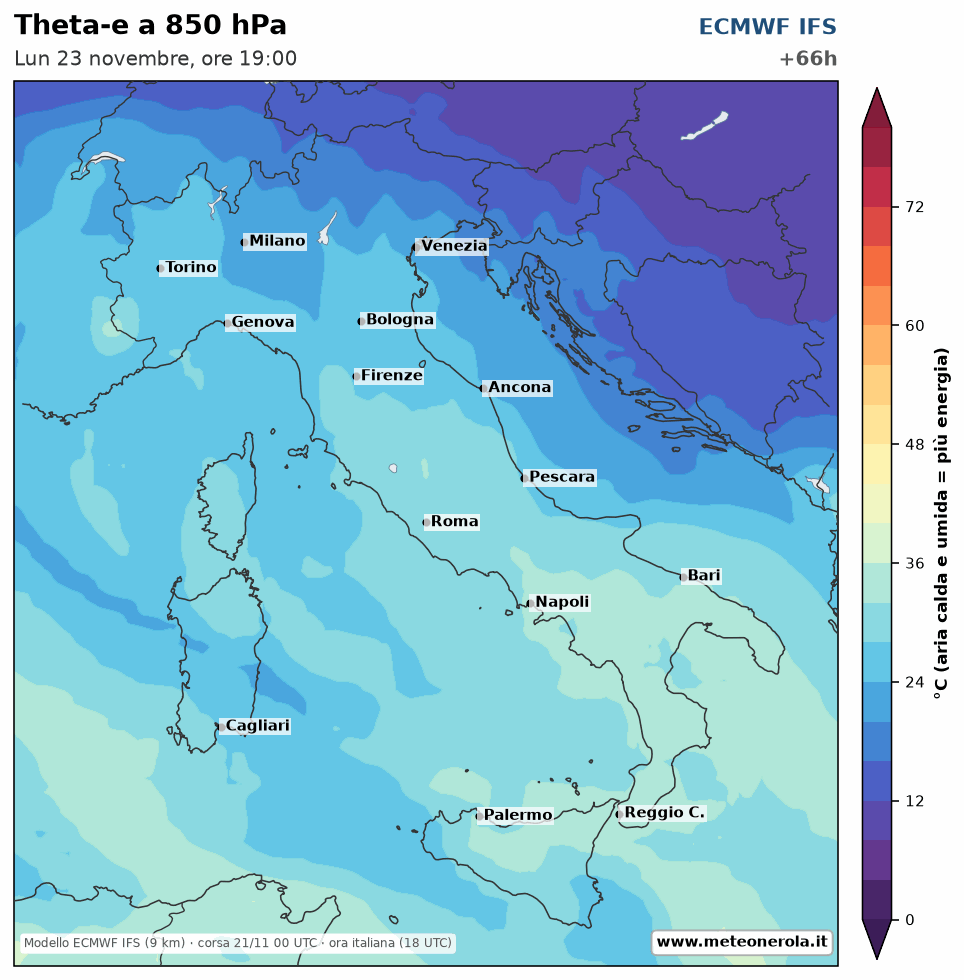 Theta-e a 850 hPa
ECMWF IFS
Lun 23 novembre, ore 19:00
+66h
Milano
Venezia
Torino
Genova
Bologna
Firenze
Ancona
Pescara
Roma
Bari
Napoli
Cagliari
Palermo
Reggio C.
72
60
48
36
24
12
0
°C (aria calda e umida = più energia)
Modello ECMWF IFS (9 km) · corsa 21/11 00 UTC · ora italiana (18 UTC)
www.meteonerola.it